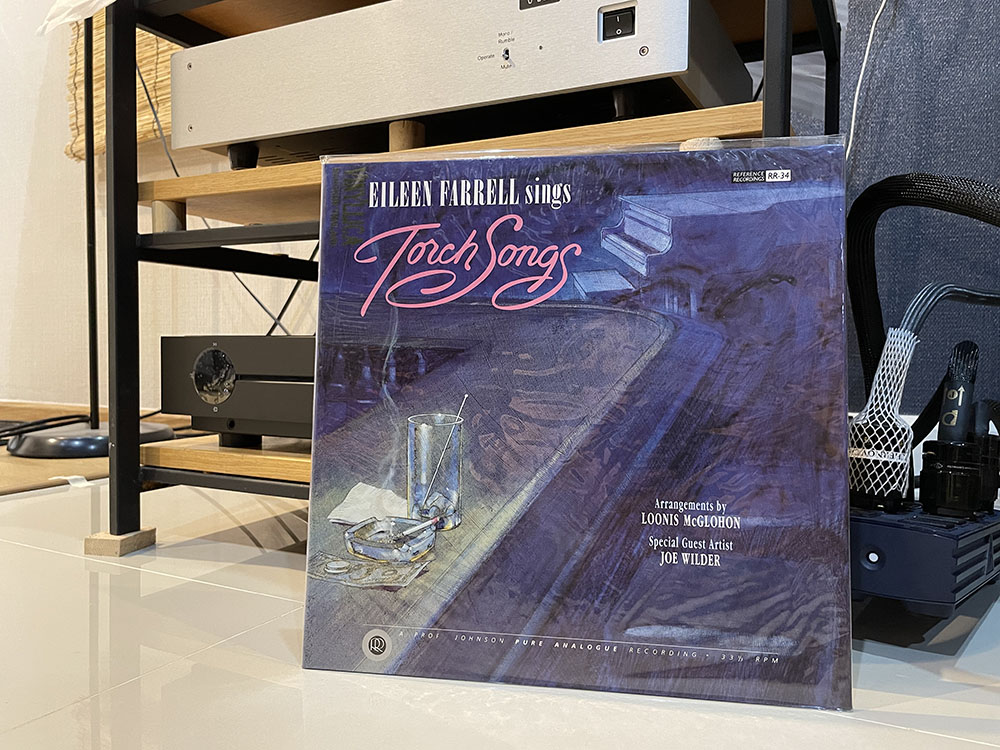 Mono /
Rumble
Operate
Mute
EILEEN FARRELL sings
Torch Songs
REFERENCE
RECORDINGS RR-34
Arrangements by
LOONIS McGLOHON
Special Guest Artist
JOE WILDER
A PROF. JOHNSON PURE ANALOGUE RECORDING - 33⅓ RPM